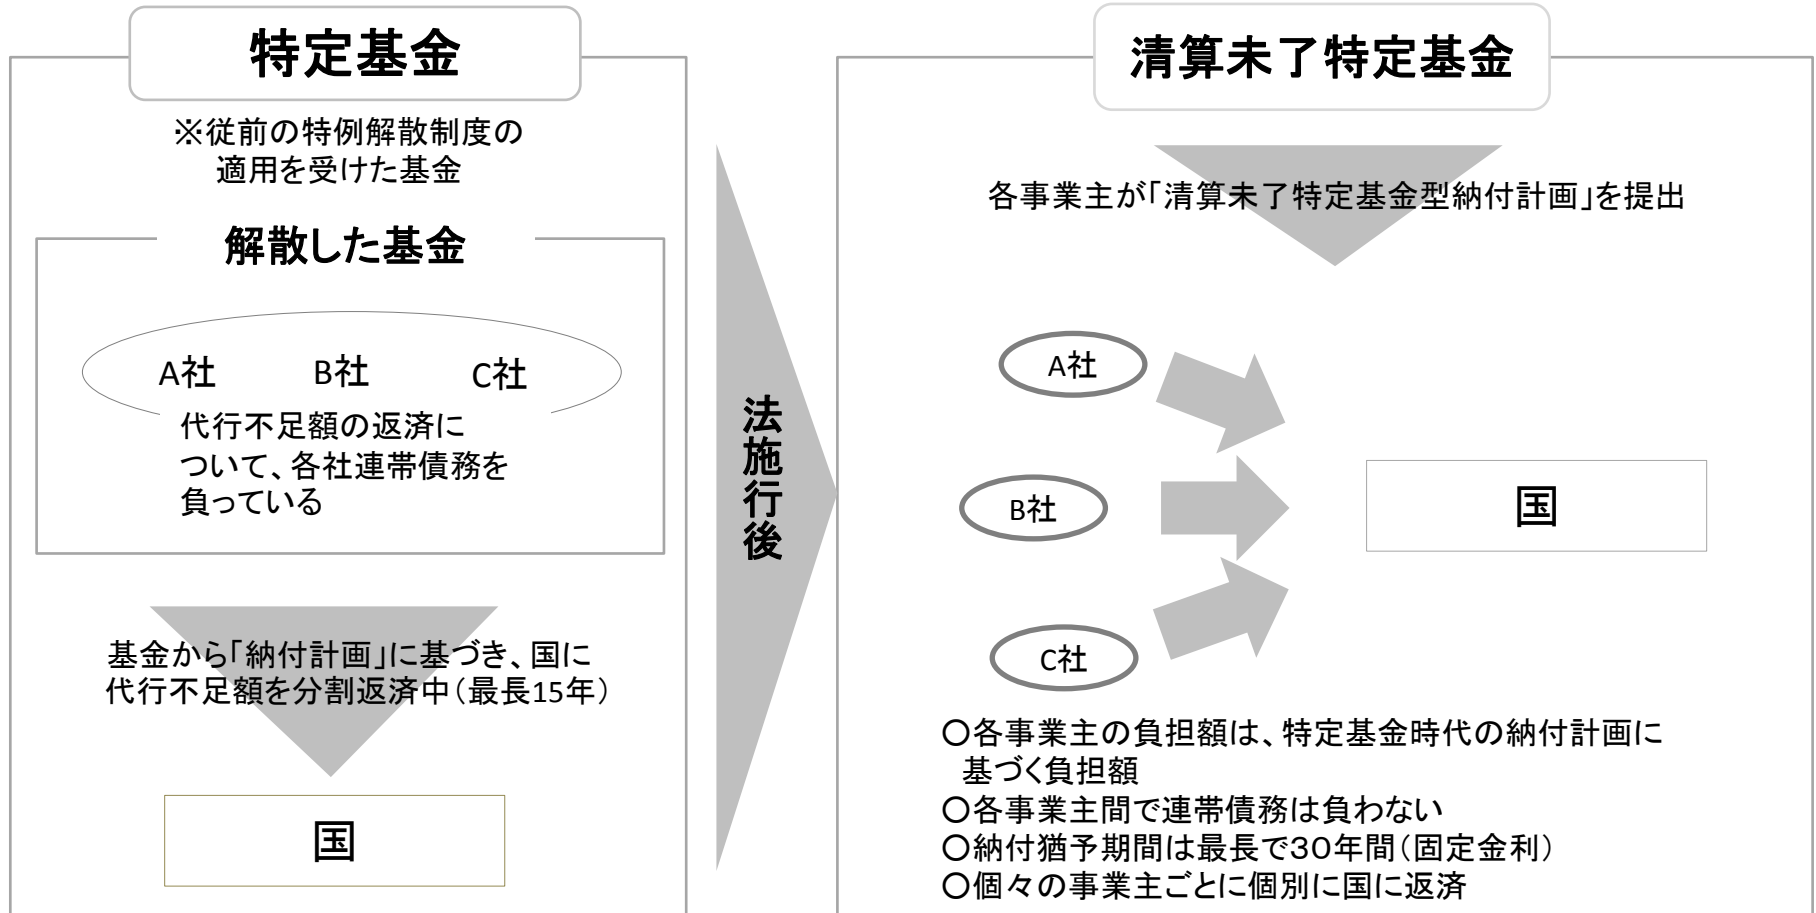 特定基金
※従前の特例解散制度の
適用を受けた基金
解散した基金
A社 B社 C社
代行不足額の返済に
ついて、各社連帯債務を
負っている
基金から「納付計画」に基づき、国に
代行不足額を分割返済中（最長15年）
国
法施行後
清算未了特定基金
各事業主が「清算未了特定基金型納付計画」を提出
A社
B社
C社
国
○各事業主の負担額は、特定基金時代の納付計画に
基づく負担額
○各事業主間で連帯債務は負わない
○納付猶予期間は最長で３０年間（固定金利）
○個々の事業主ごとに個別に国に返済